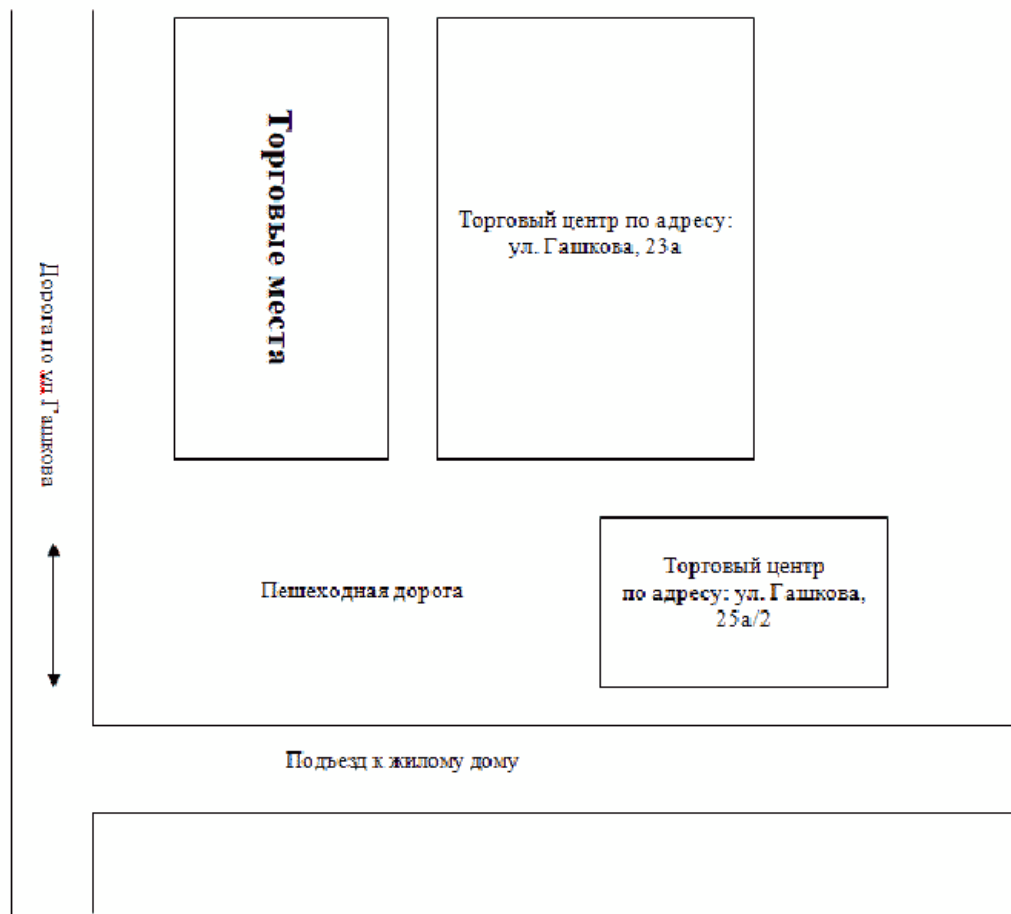 Торговые места
Торговый центр по адресу:
ул. Гашкова, 23а
Дорога по ул Гашкова
Пешеходная дорога
Торговый центр
по адресу: ул. Гашкова,
25а/2
Подъезд к жилому дому